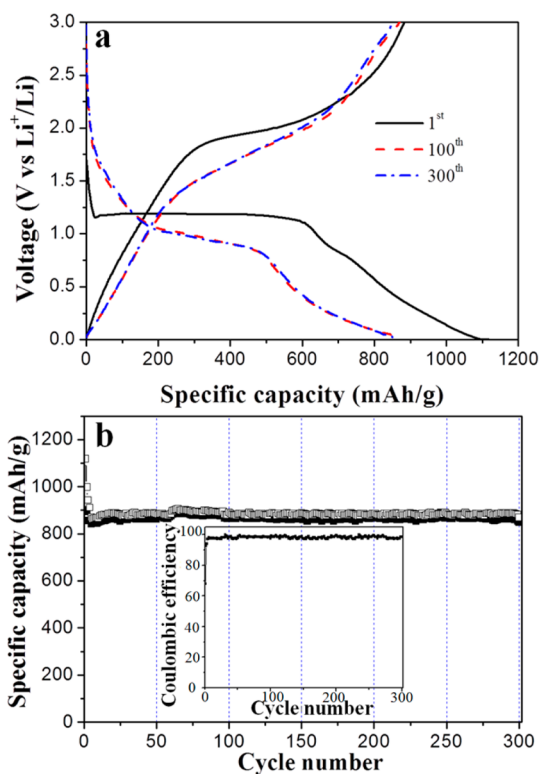 a
3.0
2.5
2.0
1.5
1.0
0.5
0.0
Voltage (V vs Li⁺/Li)
1ˢᵗ
100ᵗʰ
300ᵗʰ
0 200 400 600 800 1000 1200
Specific capacity (mAh/g)
b
1200
1000
800
600
400
200
0
Specific capacity (mAh/g)
100
80
60
40
20
0
Coulombic efficiency
0 100 200 300
Cycle number
0 50 100 150 200 250 300
Cycle number